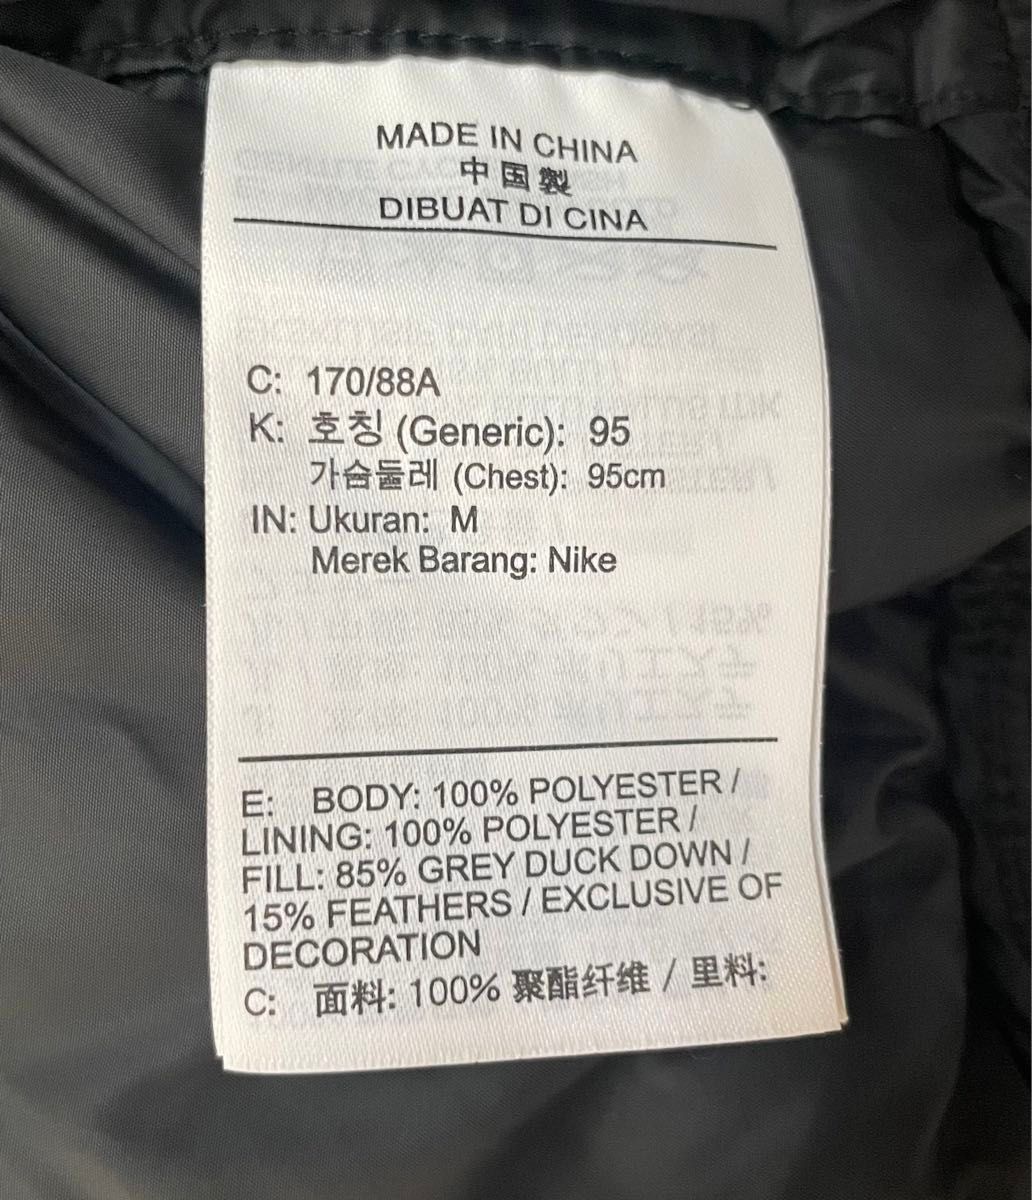 MADE IN CHINA
中国製
DIBUAT DI CINA
C: 170/88A
K: 호칭 (Generic): 95
가슴둘레 (Chest): 95cm
IN: Ukuran: M
Merek Barang: Nike
E: BODY: 100% POLYESTER /
LINING: 100% POLYESTER /
FILL: 85% GREY DUCK DOWN /
15% FEATHERS / EXCLUSIVE OF
DECORATION
C: 面料: 100% 聚酯纤维 / 里料: